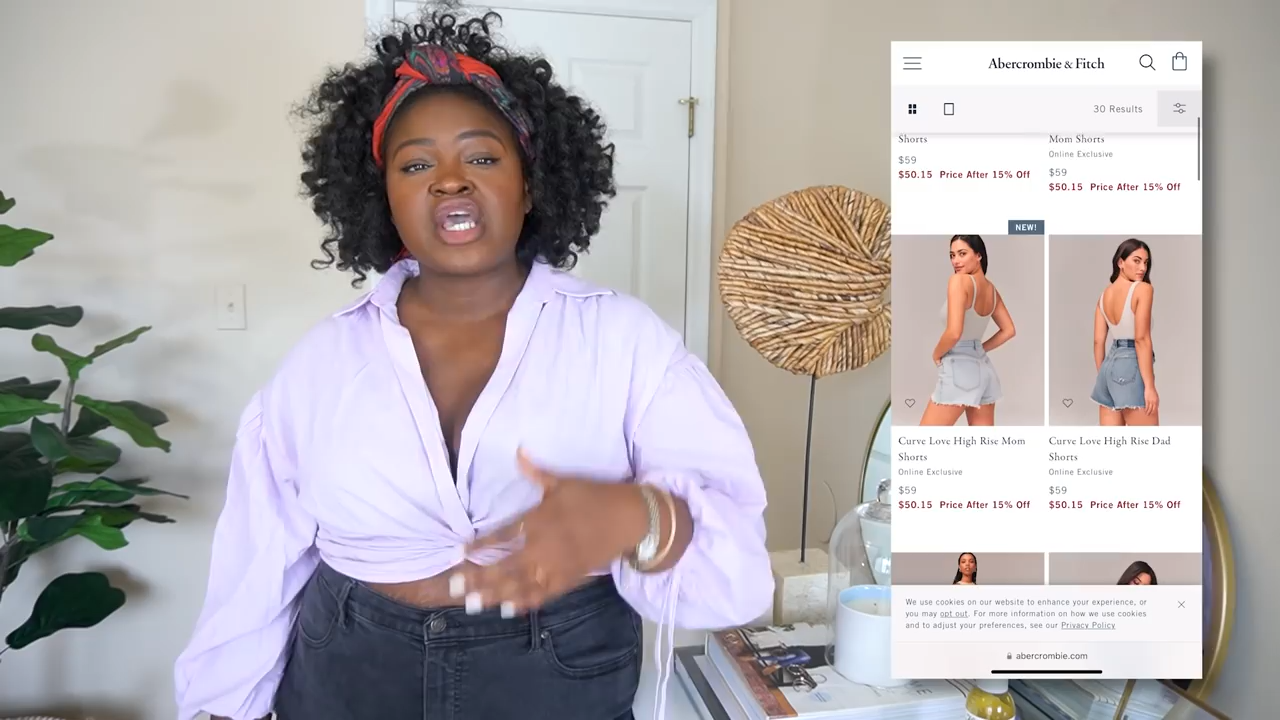 Abercrombie & Fitch
30 Results
Shorts
$59
$50.15 Price After 15% Off
Mom Shorts
Online Exclusive
$59
$50.15 Price After 15% Off
NEW!
Curve Love High Rise Mom
Shorts
Online Exclusive
$59
$50.15 Price After 15% Off
Curve Love High Rise Dad
Shorts
Online Exclusive
$59
$50.15 Price After 15% Off
We use cookies on our website to enhance your experience, or
you may opt out. For more information on how we use cookies
and to adjust your preferences, see our Privacy Policy
abercrombie.com